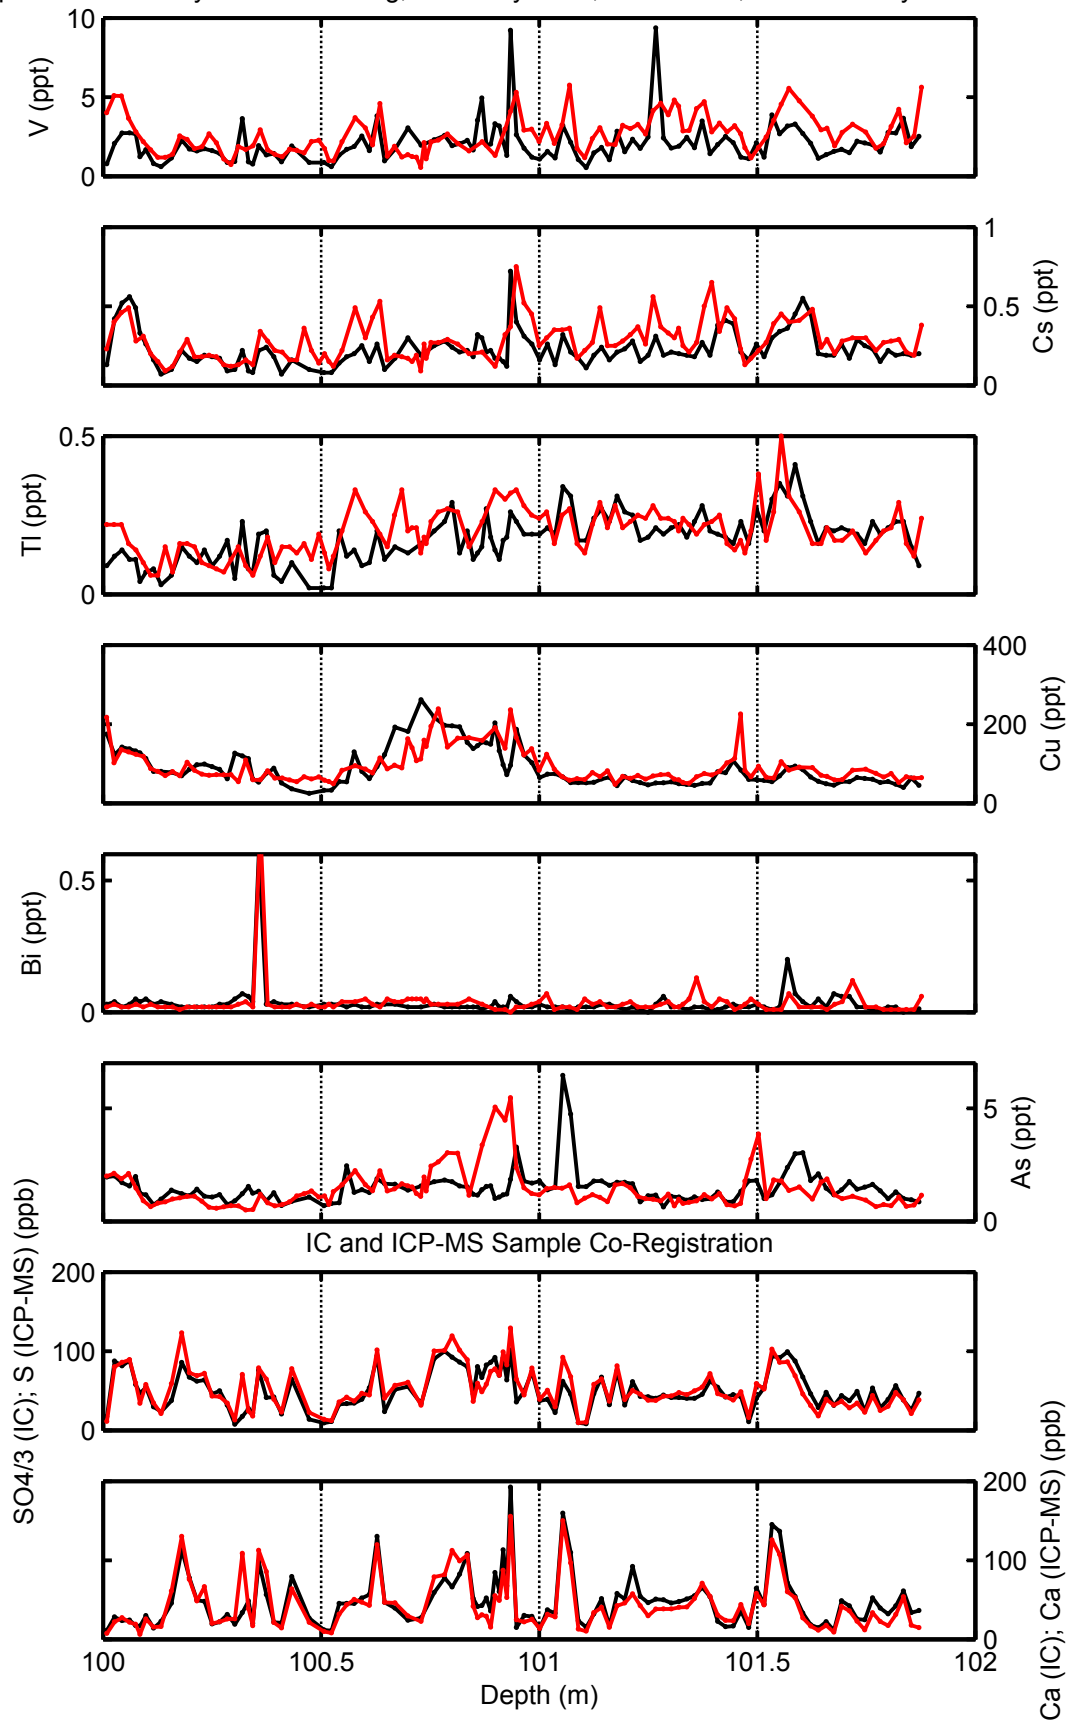 10
5
0
V (ppt)
1
0.5
0
Cs (ppt)
0.5
0
Tl (ppt)
400
200
0
Cu (ppt)
0.5
0
Bi (ppt)
5
0
As (ppt)
IC and ICP-MS Sample Co-Registration
200
100
0
SO4/3 (IC); S (ICP-MS) (ppb)
200
100
0
Ca (IC); Ca (ICP-MS) (ppb)
100
100.5
101
101.5
102
Depth (m)